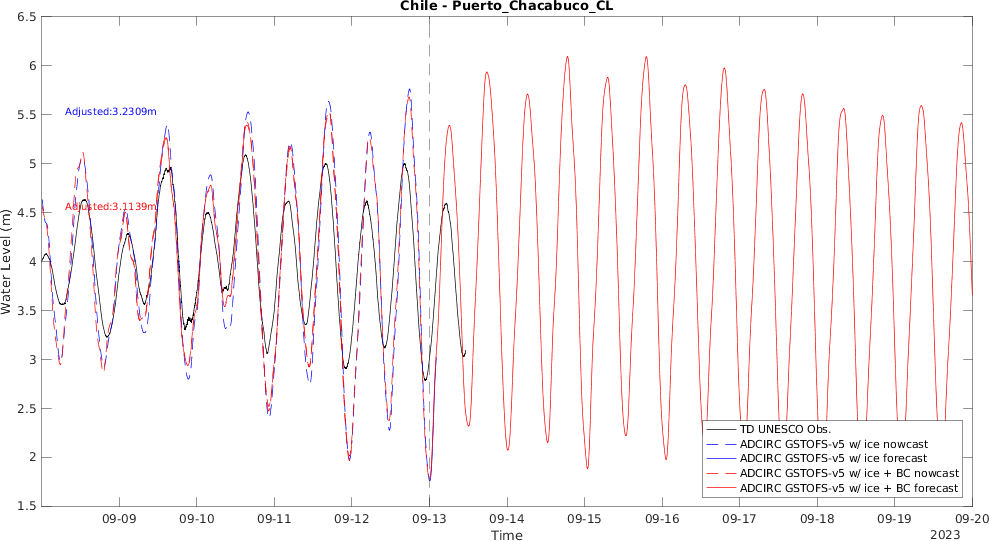 Chile - Puerto_Chacabuco_CL
6.5
6
5.5
5
4.5
4
3.5
3
2.5
2
1.5
Water Level (m)
Adjusted:3.2309m
Adjusted:3.1139m
TD UNESCO Obs.
ADCIRC GSTOFS-v5 w/ ice nowcast
ADCIRC GSTOFS-v5 w/ ice forecast
ADCIRC GSTOFS-v5 w/ ice + BC nowcast
ADCIRC GSTOFS-v5 w/ ice + BC forecast
09-09 09-10 09-11 09-12 09-13 09-14 09-15 09-16 09-17 09-18 09-19 09-20
Time
2023